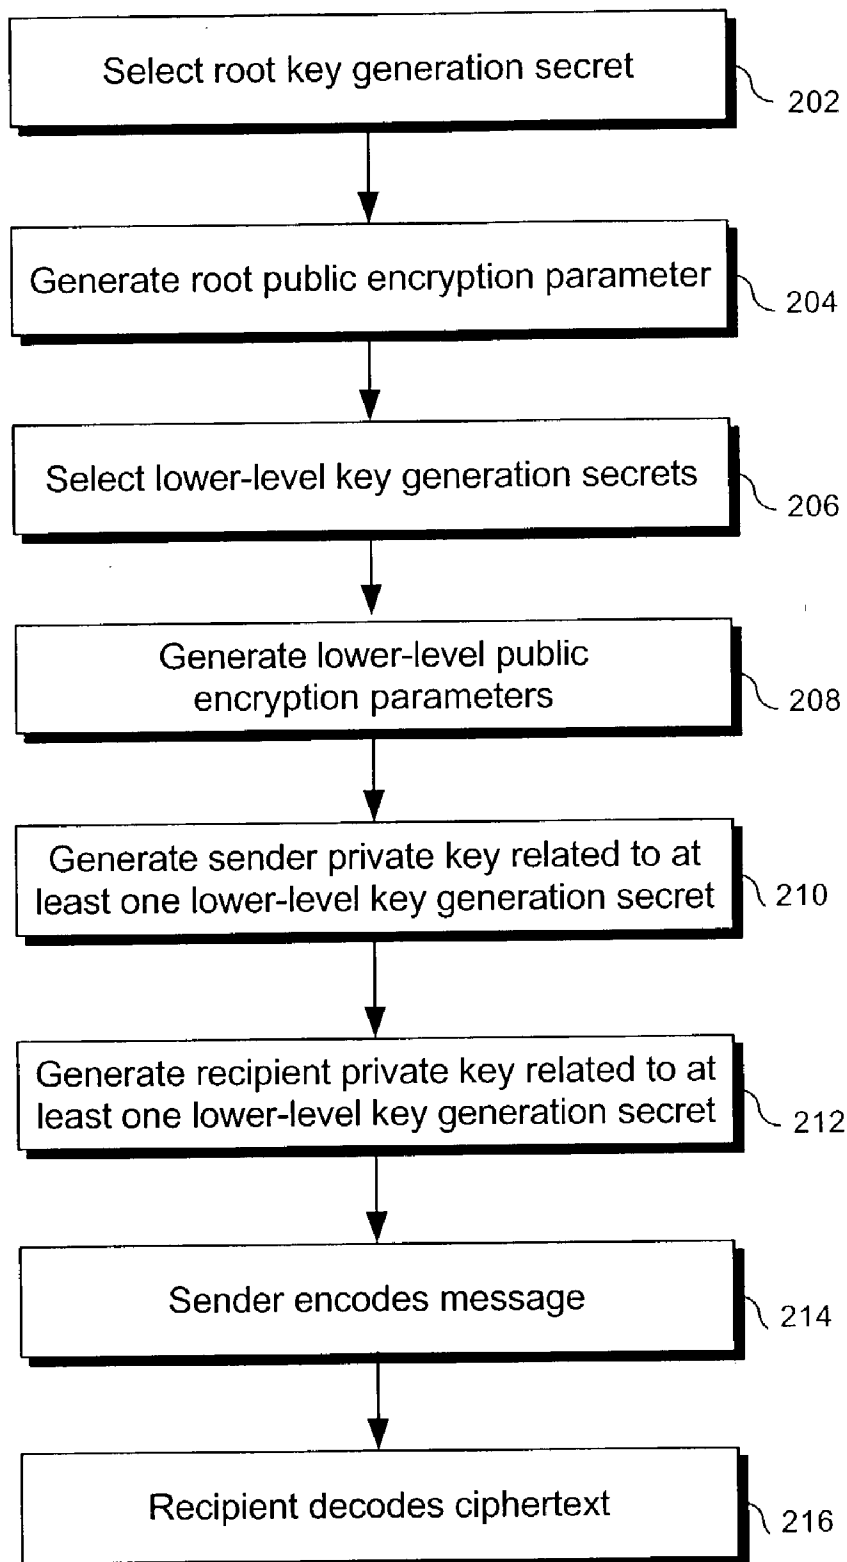 Select root key generation secret
202
Generate root public encryption parameter
204
Select lower-level key generation secrets
206
Generate lower-level public
encryption parameters
208
Generate sender private key related to at
least one lower-level key generation secret
210
Generate recipient private key related to at
least one lower-level key generation secret
212
Sender encodes message
214
Recipient decodes ciphertext
216